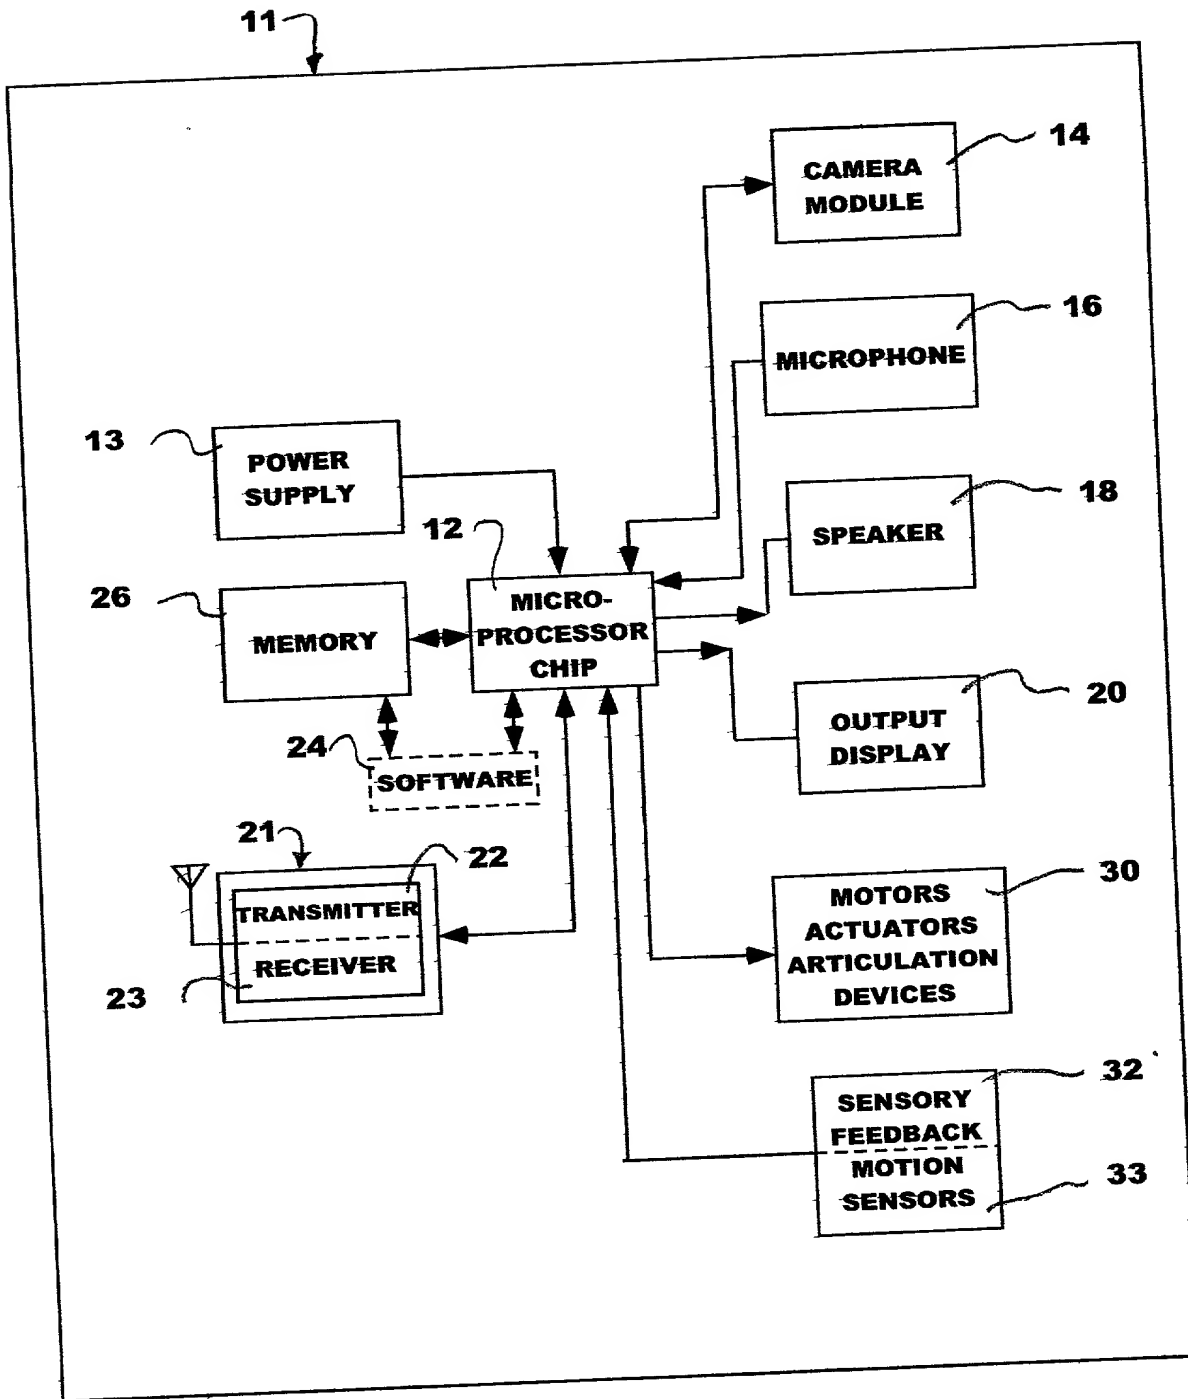 11
14
CAMERA
MODULE
16
MICROPHONE
13
POWER
SUPPLY
18
SPEAKER
12
MICRO-
PROCESSOR
CHIP
26
MEMORY
20
OUTPUT
DISPLAY
24
SOFTWARE
21
22
TRANSMITTER
RECEIVER
23
30
MOTORS
ACTUATORS
ARTICULATION
DEVICES
32
SENSORY
FEEDBACK
MOTION
SENSORS
33